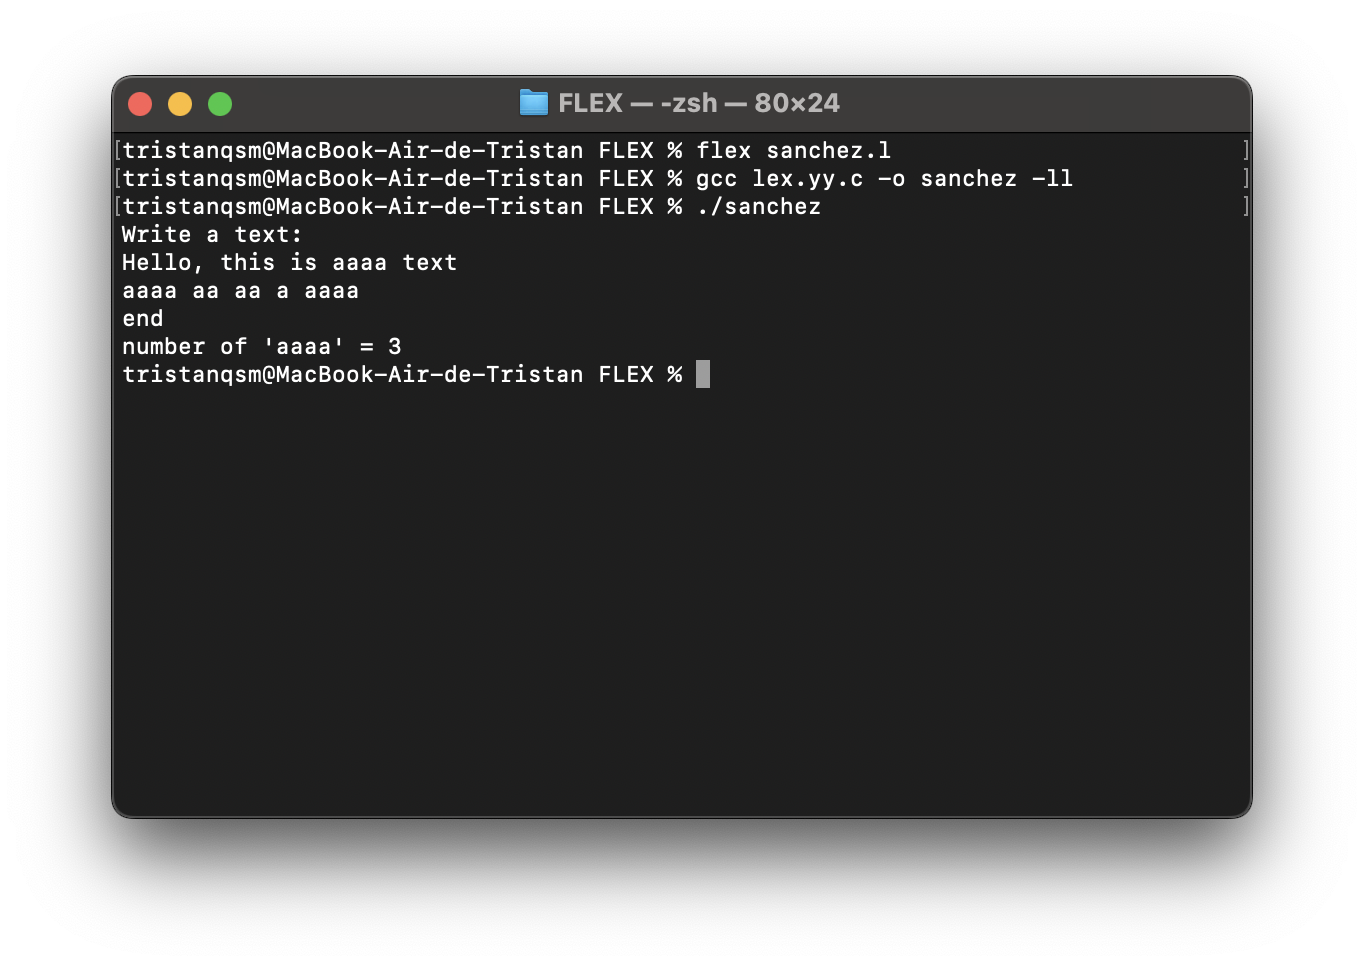 FLEX — -zsh — 80×24
[tristanqsm@MacBook-Air-de-Tristan FLEX % flex sanchez.l ]
[tristanqsm@MacBook-Air-de-Tristan FLEX % gcc lex.yy.c -o sanchez -ll ]
[tristanqsm@MacBook-Air-de-Tristan FLEX % ./sanchez ]
Write a text:
Hello, this is aaaa text
aaaa aa aa a aaaa
end
number of 'aaaa' = 3
tristanqsm@MacBook-Air-de-Tristan FLEX %